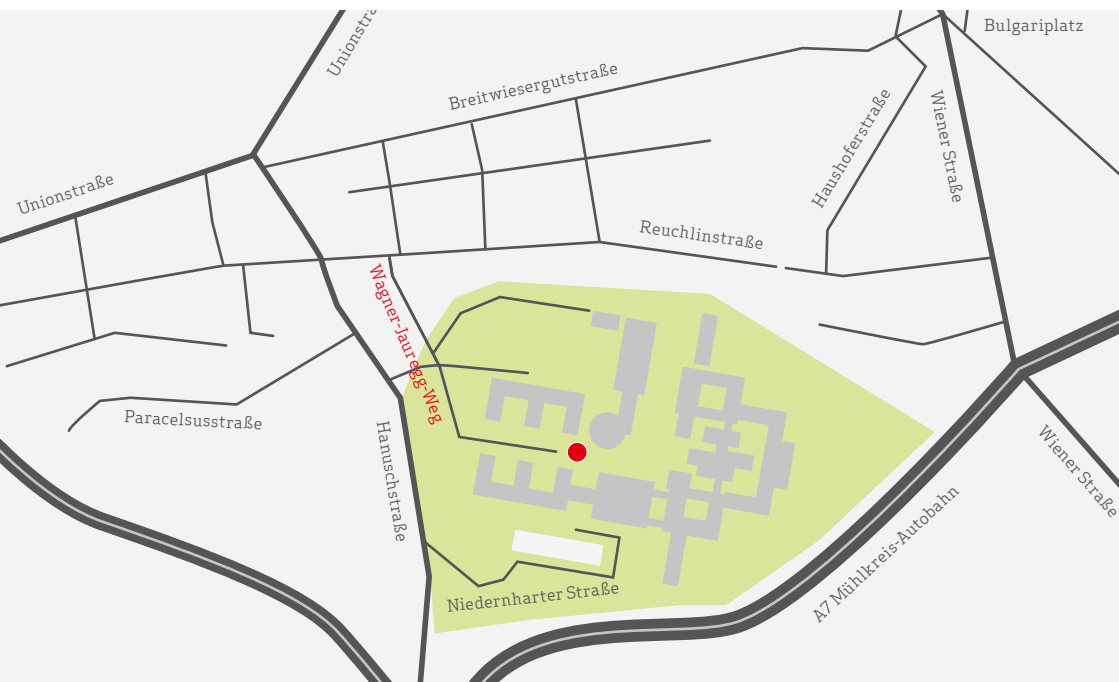 Unionstra
Bulgariplatz
Breitwiesergutstraße
Haushoferstraße
Wiener Straße
Unionstraße
Reuchlinstraße
Wagner-Jauregg-Weg
Paracelsusstraße
Hanuschstraße
Wiener Straße
A7 Mühlkreis-Autobahn
Niedernharter Straße